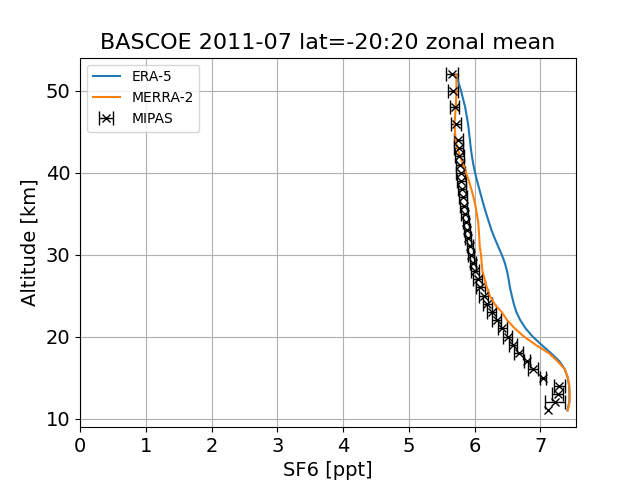 BASCOE 2011-07 lat=-20:20 zonal mean
ERA-5
MERRA-2
MIPAS
Altitude [km]
50
40
30
20
10
0 1 2 3 4 5 6 7
SF6 [ppt]